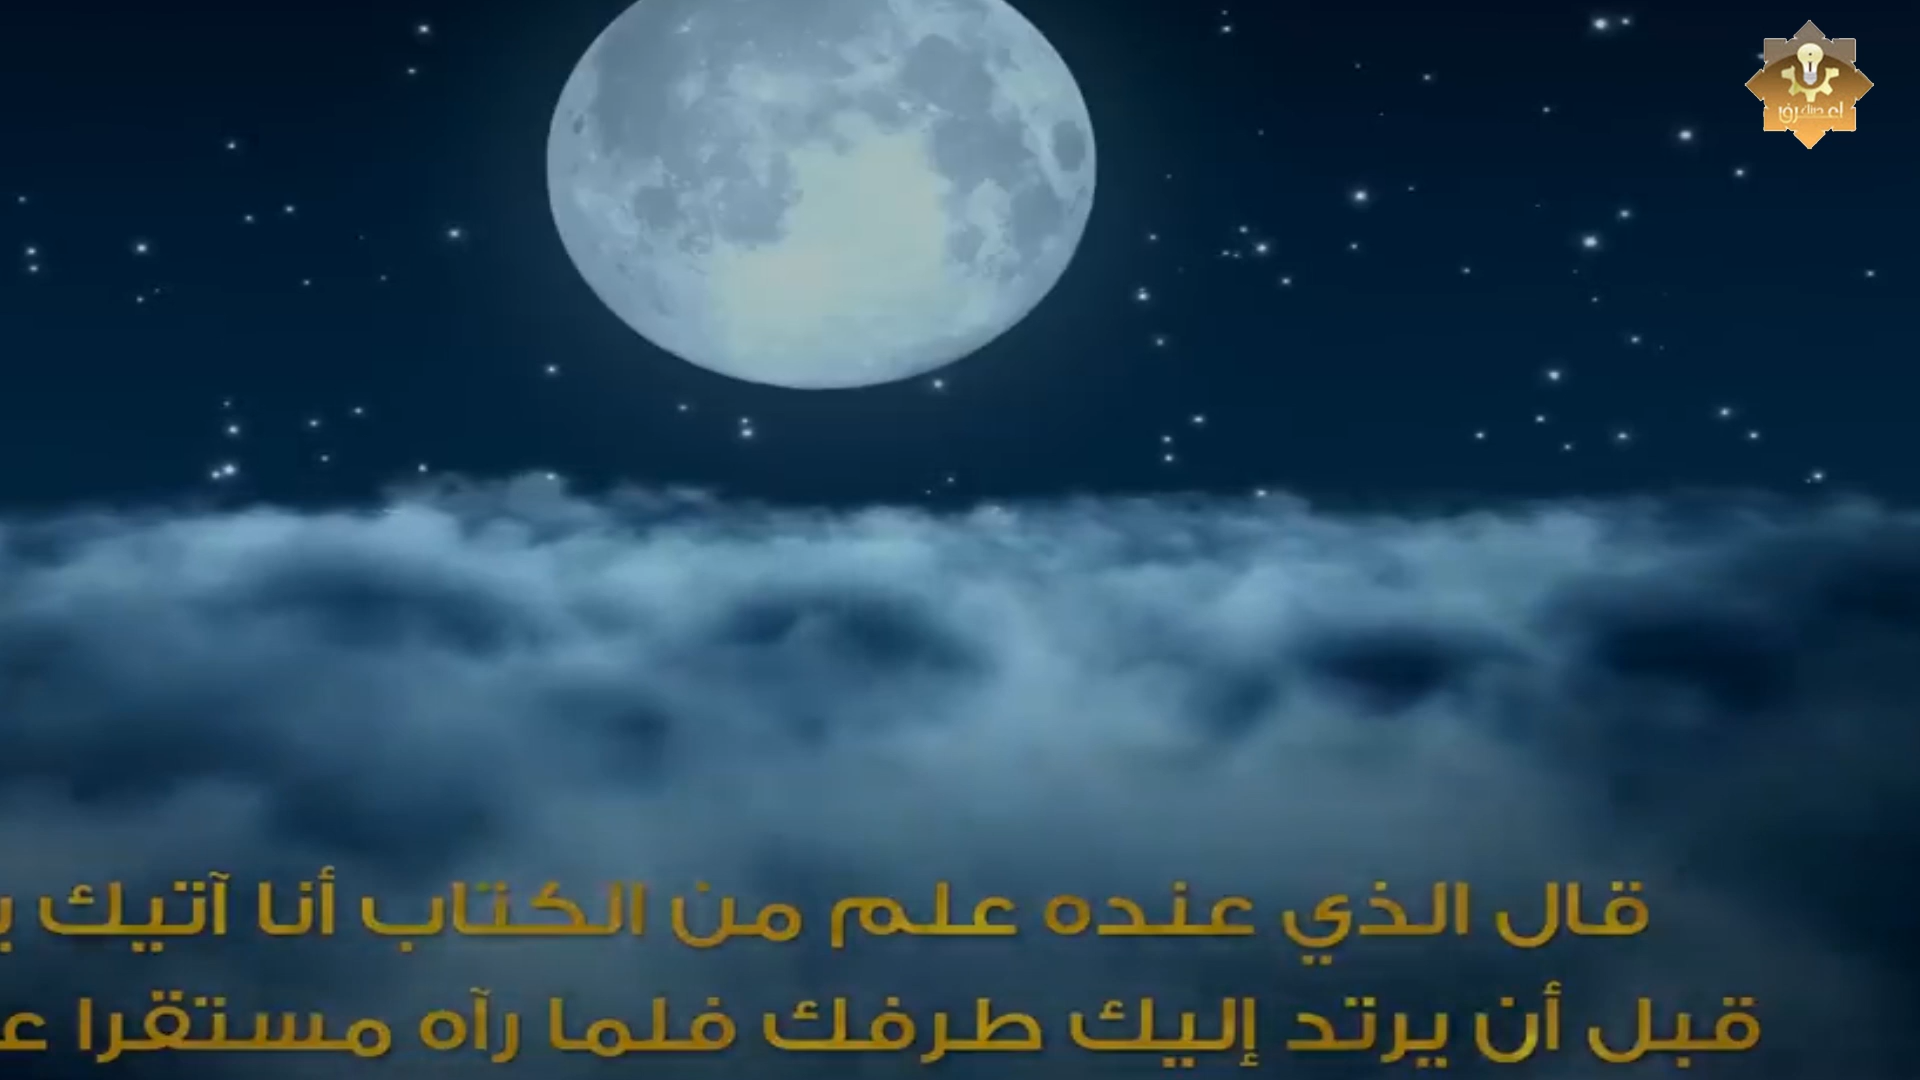 قال الذي عنده علم من الكتاب أنا آتيك
قبل أن يرتد إليك طرفك فلما رآه مستقرا